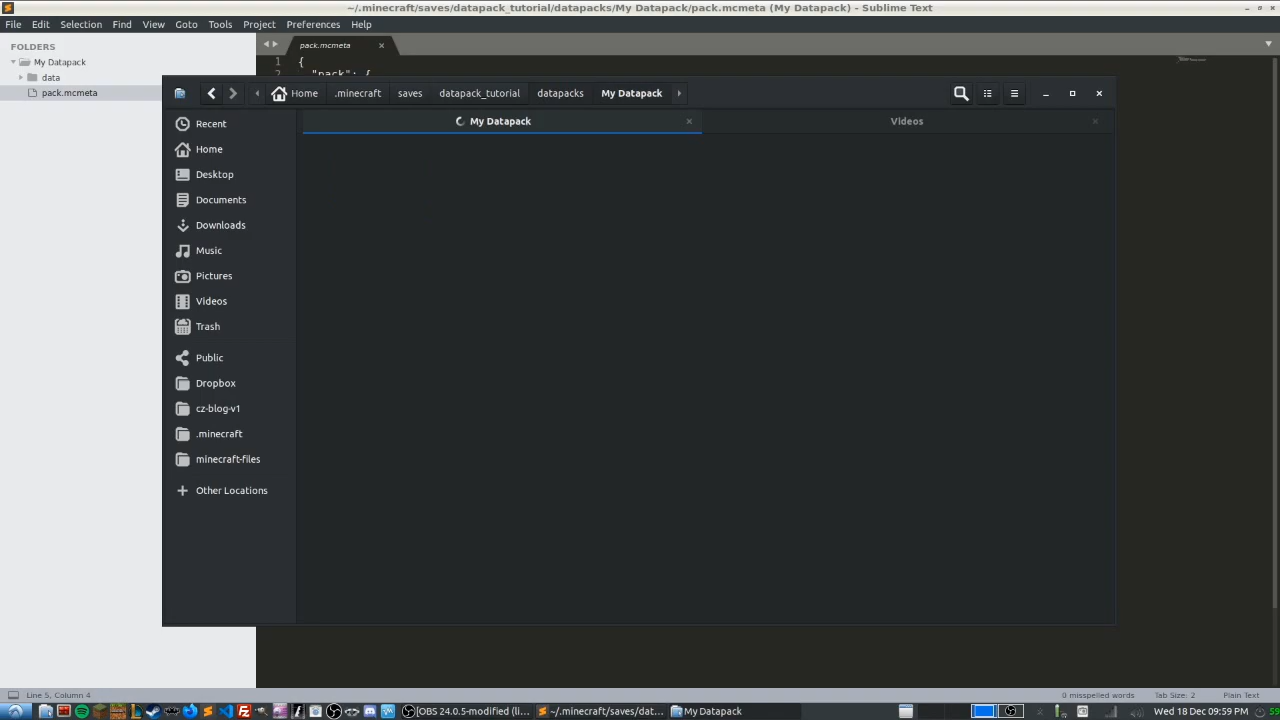 ~/.minecraft/saves/datapack_tutorial/datapacks/My Datapack/pack.mcmeta (My Datapack) - Sublime Text
File Edit Selection Find View Goto Tools Project Preferences Help
FOLDERS
My Datapack
data
pack.mcmeta
pack.mcmeta
1 {
2 "pack": {
Home .minecraft saves datapack_tutorial datapacks My Datapack
My Datapack Videos
Recent
Home
Desktop
Documents
Downloads
Music
Pictures
Videos
Trash
Public
Dropbox
cz-blog-v1
.minecraft
minecraft-files
Other Locations
Line 5, Column 4 0 misspelled words Tab Size: 2 Plain Text
[OBS 24.0.5-modified (li... ~/.minecraft/saves/dat... My Datapack Wed 18 Dec 09:59 PM 59